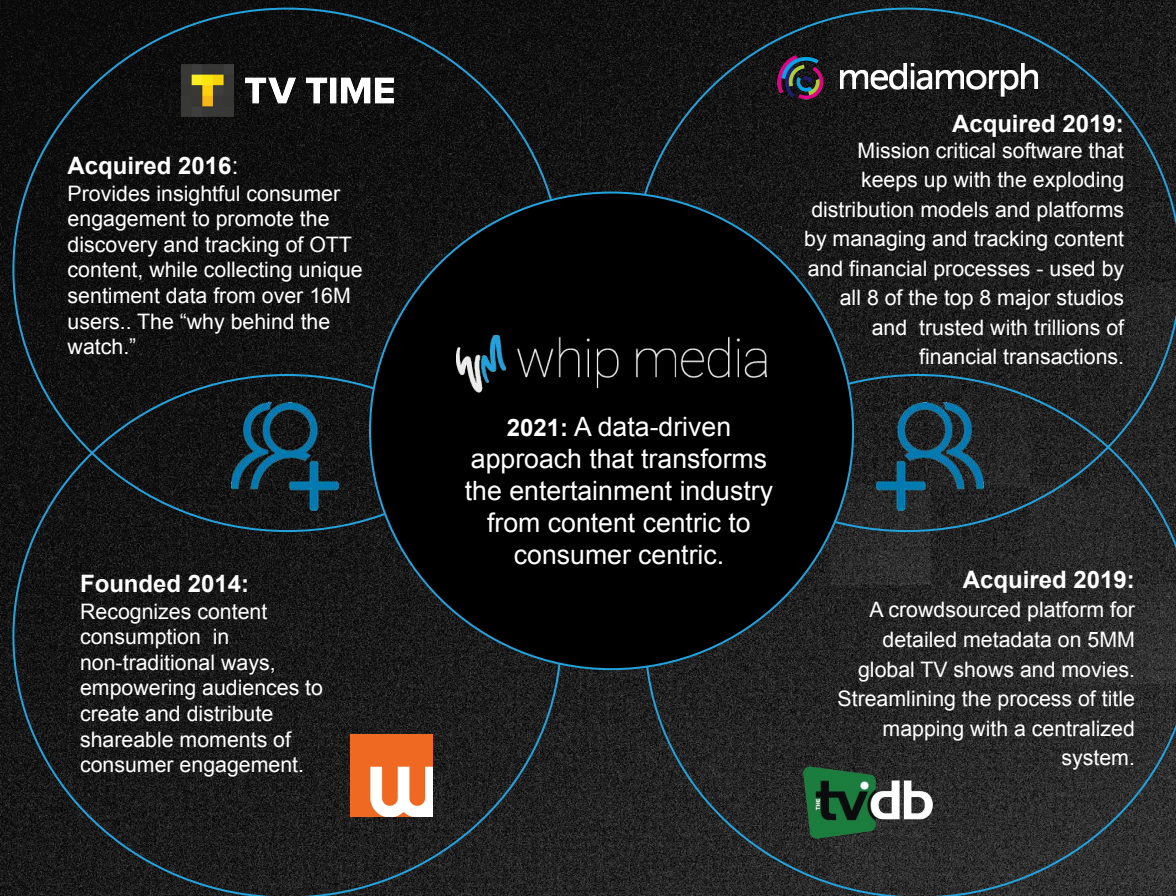 T TV TIME
Acquired 2016:
Provides insightful consumer
engagement to promote the
discovery and tracking of OTT
content, while collecting unique
sentiment data from over 16M
users.. The “why behind the
watch.”
mediamorph
Acquired 2019:
Mission critical software that
keeps up with the exploding
distribution models and platforms
by managing and tracking content
and financial processes - used by
all 8 of the top 8 major studios
and trusted with trillions of
financial transactions.
wm whip media
2021: A data-driven
approach that transforms
the entertainment industry
from content centric to
consumer centric.
Founded 2014:
Recognizes content
consumption in
non-traditional ways,
empowering audiences to
create and distribute
shareable moments of
consumer engagement.
w
Acquired 2019:
A crowdsourced platform for
detailed metadata on 5MM
global TV shows and movies.
Streamlining the process of title
mapping with a centralized
system.
THE tvdb